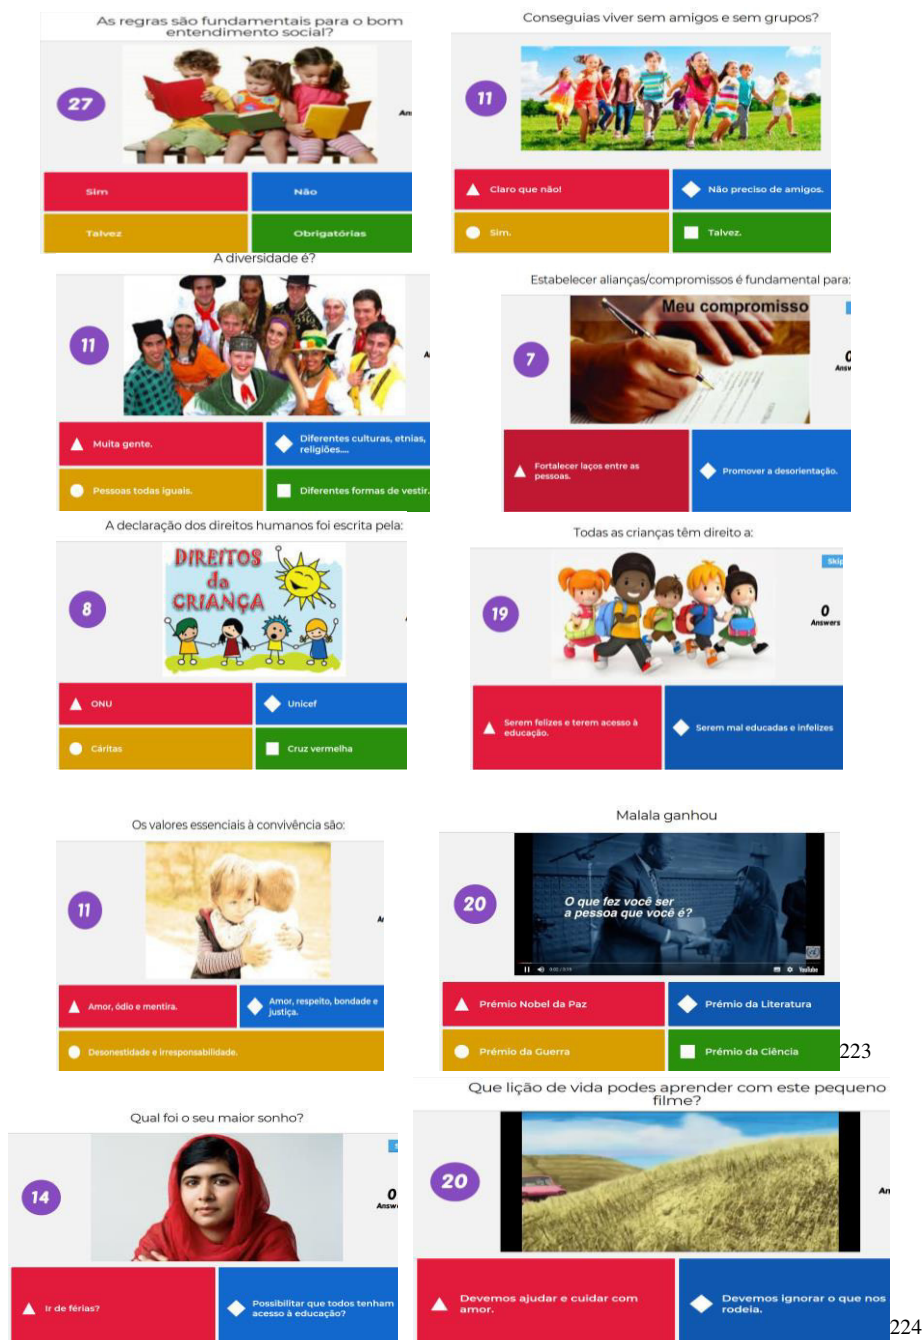 As regras são fundamentais para o bom
entendimento social?
27
An
Sim
Não
Talvez
Obrigatórias
Conseguias viver sem amigos e sem grupos?
11
Claro que não!
Não preciso de amigos.
Sim.
Talvez.
A diversidade é?
11
A
Muita gente.
Diferentes culturas, etnias,
religiões....
Pessoas todas iguais.
Diferentes formas de vestir.
Estabelecer alianças/compromissos é fundamental para:
Meu compromisso
7
0
Answ
Fortalecer laços entre as
pessoas.
Promover a desorientação.
A declaração dos direitos humanos foi escrita pela:
DIREITOS
da
CRIANÇA
8
ONU
Unicef
Cáritas
Cruz vermelha
Todas as crianças têm direito a:
Skip
19
0
Answers
Serem felizes e terem acesso à
educação.
Serem mal educadas e infelizes
Os valores essenciais à convivência são:
11
A
Amor, ódio e mentira.
Amor, respeito, bondade e
justiça.
Desonestidade e irresponsabilidade.
Malala ganhou
20
O que fez você ser
a pessoa que você é?
YouTube
Prémio Nobel da Paz
Prémio da Literatura
Prémio da Guerra
Prémio da Ciência
223
Qual foi o seu maior sonho?
14
0
Answ
Ir de férias?
Possibilitar que todos tenham
acesso à educação?
Que lição de vida podes aprender com este pequeno
filme?
20
An
Devemos ajudar e cuidar com
amor.
Devemos ignorar o que nos
rodeia.
224